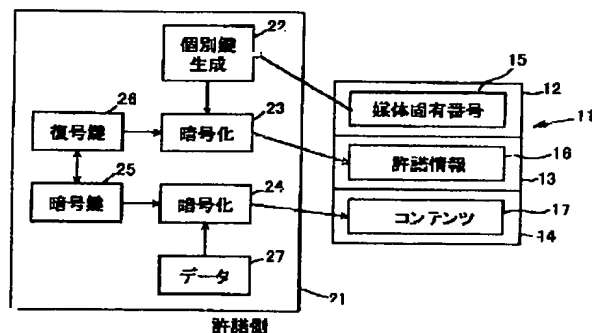 22
個別鍵
生成
15
12
媒体固有番号
11
26
23
復号鍵
暗号化
許諾情報
16
13
25
24
暗号鍵
暗号化
コンテンツ
17
14
データ
27
21
許諾側